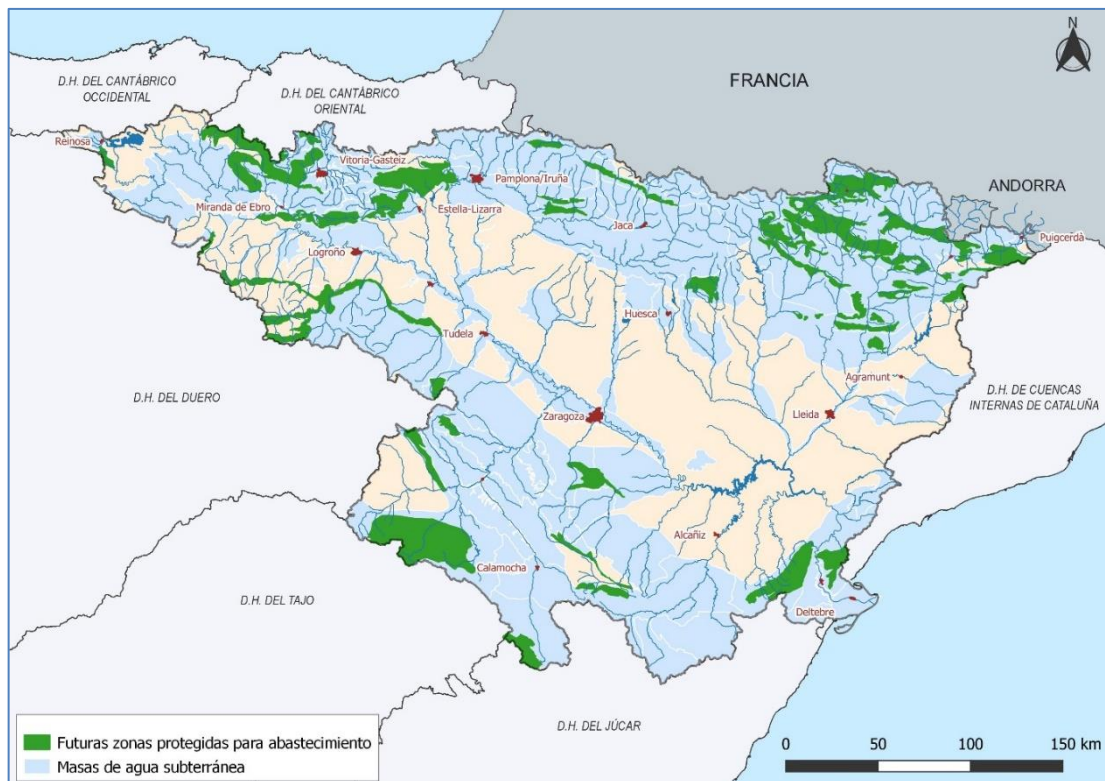 N
FRANCIA
D.H. DEL CANTÁBRICO
OCCIDENTAL
D.H. DEL CANTÁBRICO
ORIENTAL
Reinosa
Vitoria-Gasteiz
Pamplona/Iruña
ANDORRA
Miranda de Ebro
Estella-Lizarra
Jaca
Puigcerdà
Logroño
Huesca
Tudela
Agramunt
D.H. DEL DUERO
Zaragoza
Lleida
D.H. DE CUENCAS
INTERNAS DE CATALUÑA
Alcañiz
Calamocha
D.H. DEL TAJO
Deltebre
D.H. DEL JÚCAR
Futuras zonas protegidas para abastecimiento
Masas de agua subterránea
0 50 100 150 km